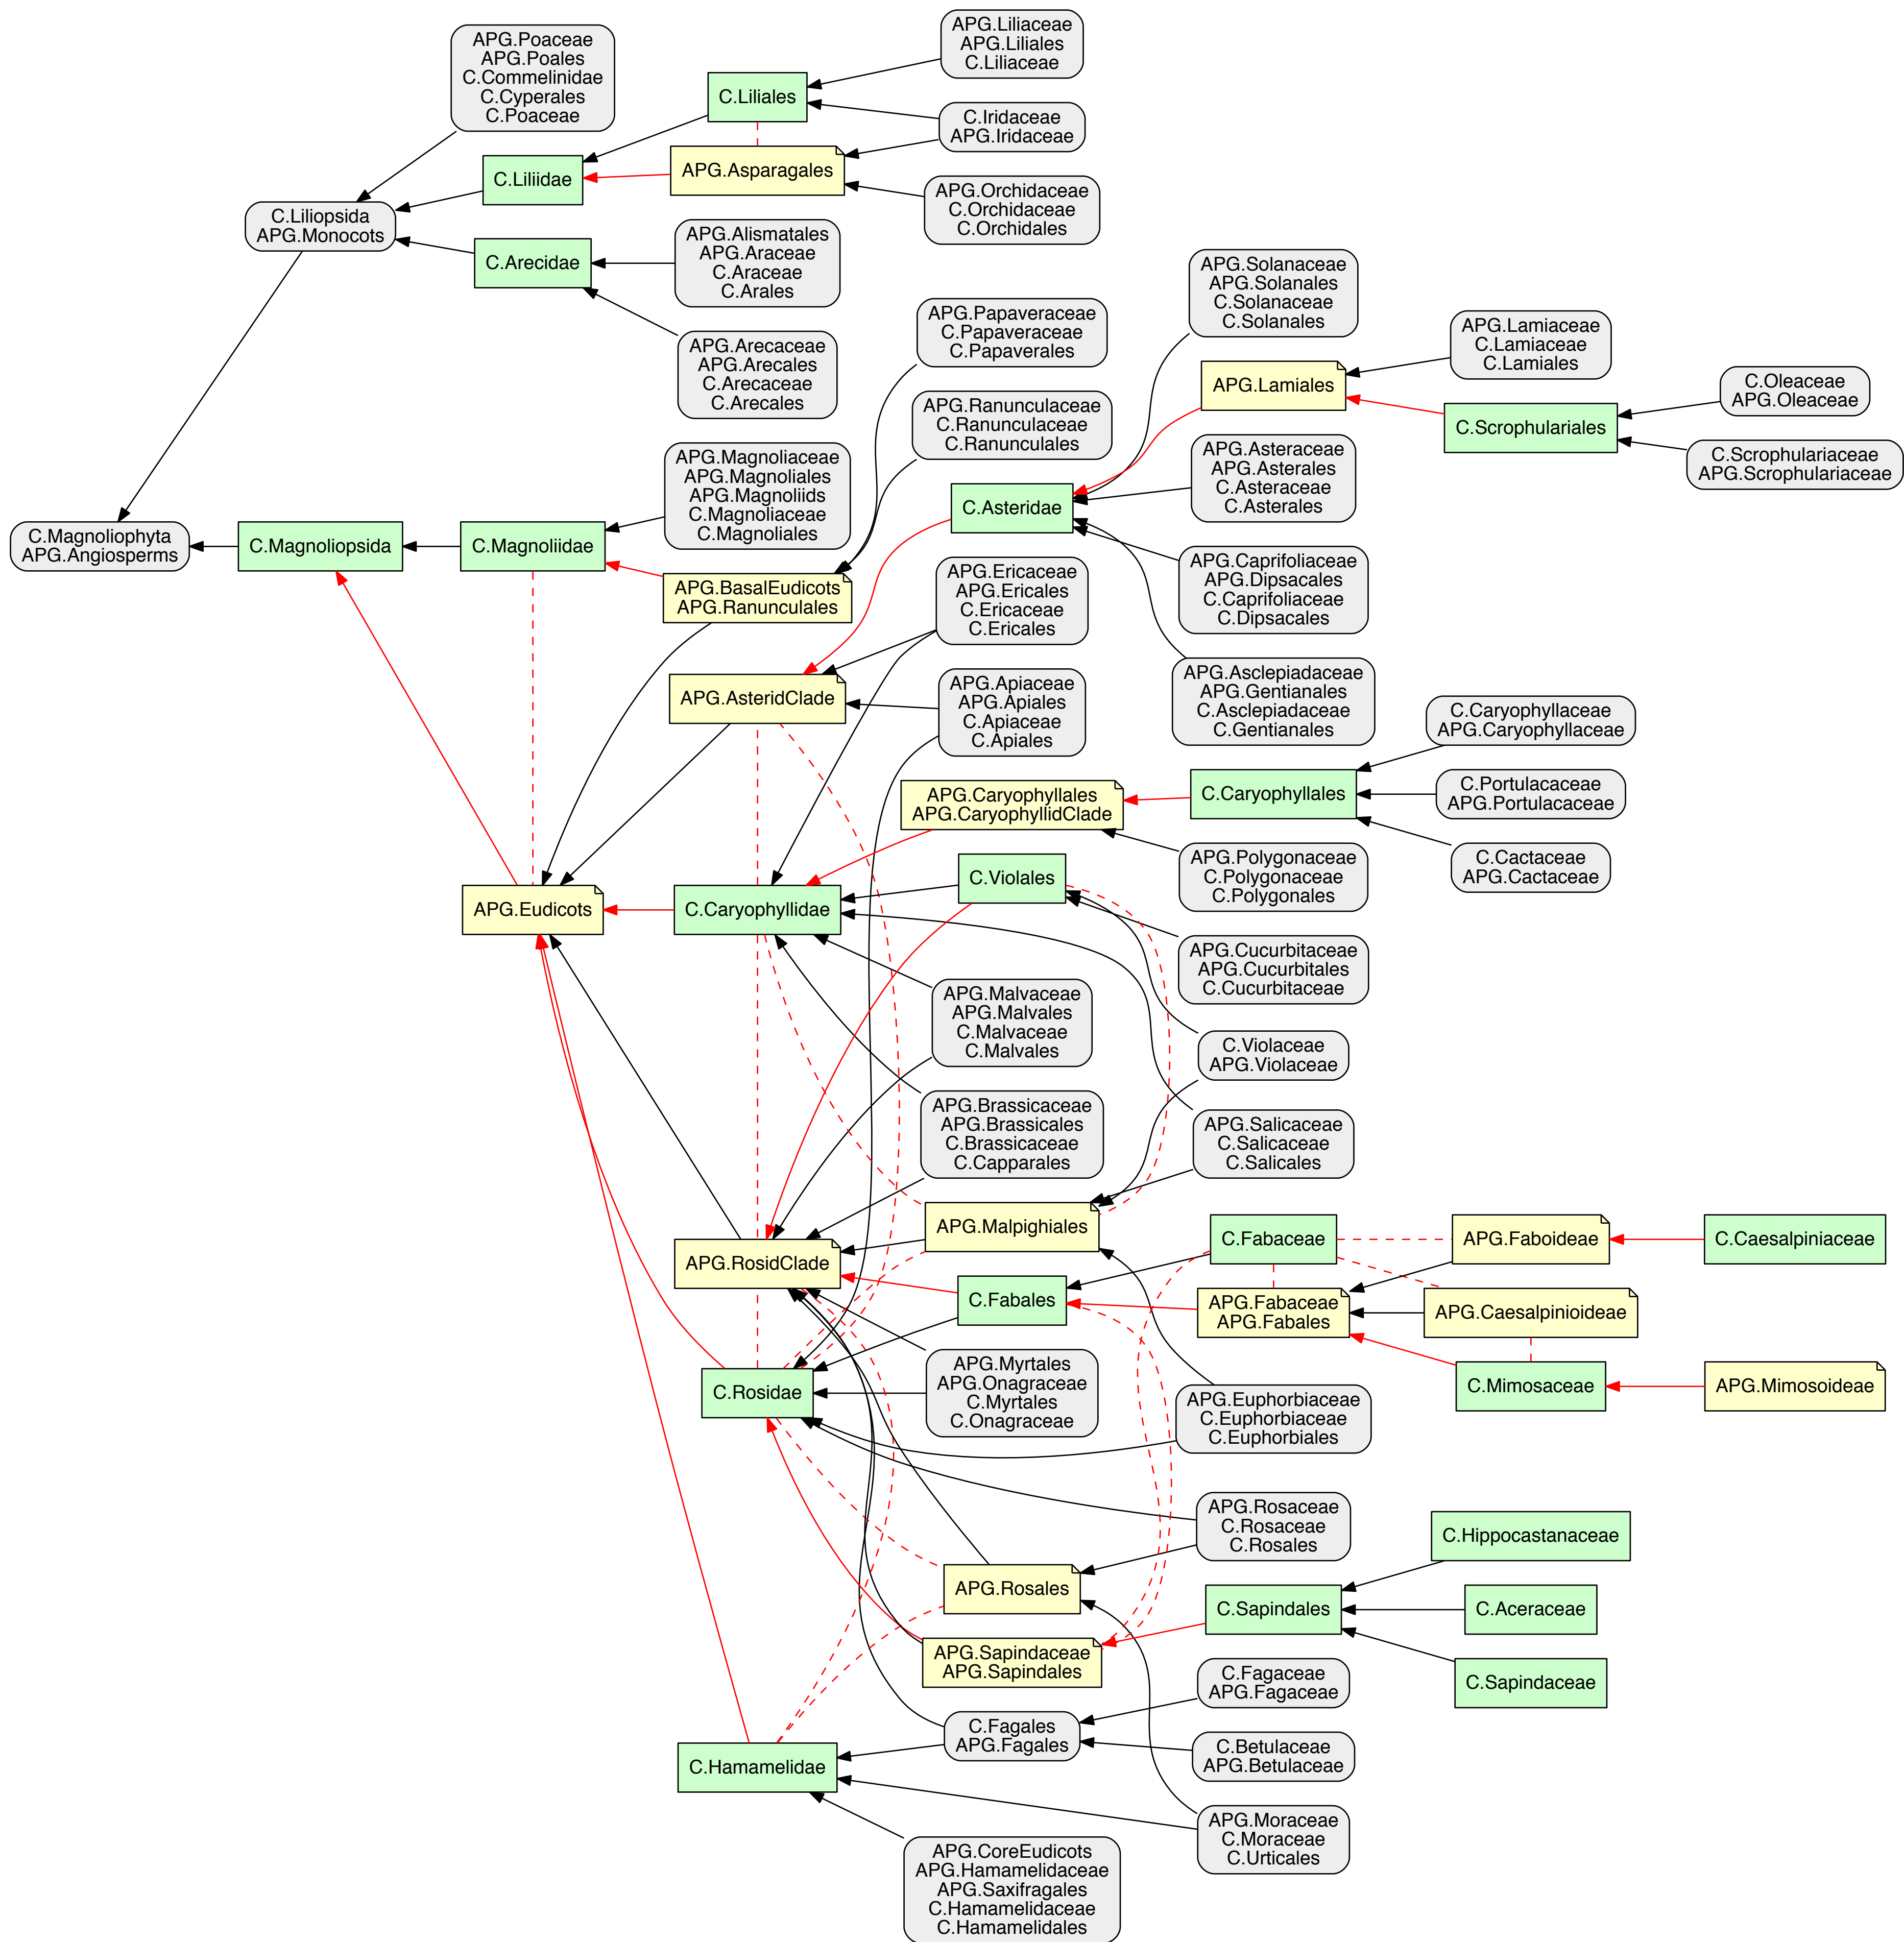 APG.Poaceae
APG.Poales
C.Commelinidae
C.Cyperales
C.Poaceae
APG.Liliaceae
APG.Liliales
C.Liliaceae
C.Liliales
C.Iridaceae
APG.Iridaceae
C.Liliidae
APG.Asparagales
APG.Orchidaceae
C.Orchidaceae
C.Orchidales
C.Liliopsida
APG.Monocots
C.Arecidae
APG.Alismatales
APG.Araceae
C.Araceae
C.Arales
APG.Arecaceae
APG.Arecales
C.Arecaceae
C.Arecales
APG.Papaveraceae
C.Papaveraceae
C.Papaverales
APG.Solanaceae
APG.Solanales
C.Solanaceae
C.Solanales
APG.Lamiaceae
C.Lamiaceae
C.Lamiales
APG.Lamiales
C.Oleaceae
APG.Oleaceae
C.Scrophulariales
C.Scrophulariaceae
APG.Scrophulariaceae
APG.Ranunculaceae
C.Ranunculaceae
C.Ranunculales
APG.Asteraceae
APG.Asterales
C.Asteraceae
C.Asterales
APG.Magnoliaceae
APG.Magnoliales
APG.Magnoliids
C.Magnoliaceae
C.Magnoliales
C.Asteridae
C.Magnoliophyta
APG.Angiosperms
C.Magnoliopsida
C.Magnoliidae
APG.BasalEudicots
APG.Ranunculales
APG.Ericaceae
APG.Ericales
C.Ericaceae
C.Ericales
APG.Caprifoliaceae
APG.Dipsacales
C.Caprifoliaceae
C.Dipsacales
APG.AsteridClade
APG.Apiaceae
APG.Apiales
C.Apiaceae
C.Apiales
APG.Asclepiadaceae
APG.Gentianales
C.Asclepiadaceae
C.Gentianales
C.Caryophyllaceae
APG.Caryophyllaceae
APG.Caryophyllales
APG.CaryophyllidClade
C.Caryophyllales
C.Portulacaceae
APG.Portulacaceae
APG.Polygonaceae
C.Polygonaceae
C.Polygonales
C.Cactaceae
APG.Cactaceae
C.Violales
APG.Eudicots
C.Caryophyllidae
APG.Cucurbitaceae
APG.Cucurbitales
C.Cucurbitaceae
APG.Malvaceae
APG.Malvales
C.Malvaceae
C.Malvales
C.Violaceae
APG.Violaceae
APG.Brassicaceae
APG.Brassicales
C.Brassicaceae
C.Capparales
APG.Salicaceae
C.Salicaceae
C.Salicales
APG.Malpighiales
APG.RosidClade
C.Fabaceae
APG.Faboideae
C.Caesalpiniaceae
C.Fabales
APG.Fabaceae
APG.Fabales
APG.Caesalpinioideae
C.Rosidae
APG.Myrtales
APG.Onagraceae
C.Myrtales
C.Onagraceae
C.Mimosaceae
APG.Mimosoideae
APG.Euphorbiaceae
C.Euphorbiaceae
C.Euphorbiales
APG.Rosaceae
C.Rosaceae
C.Rosales
C.Hippocastanaceae
APG.Rosales
C.Sapindales
C.Aceraceae
APG.Sapindaceae
APG.Sapindales
C.Sapindaceae
C.Fagaceae
APG.Fagaceae
C.Fagales
APG.Fagales
C.Betulaceae
APG.Betulaceae
C.Hamamelidae
APG.Moraceae
C.Moraceae
C.Urticales
APG.CoreEudicots
APG.Hamamelidaceae
APG.Saxifragales
C.Hamamelidaceae
C.Hamamelidales